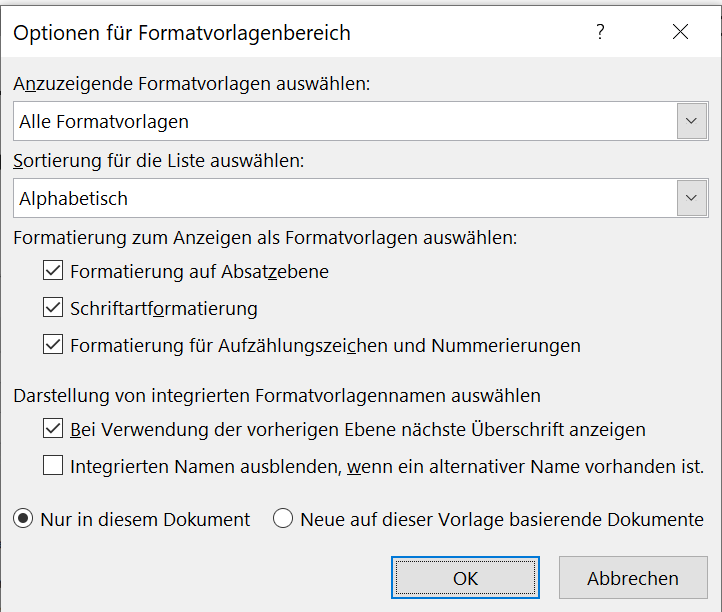 Optionen für Formatvorlagenbereich ?
Anzuzeigende Formatvorlagen auswählen:
Alle Formatvorlagen
Sortierung für die Liste auswählen:
Alphabetisch
Formatierung zum Anzeigen als Formatvorlagen auswählen:
Formatierung auf Absatzebene
Schriftartformatierung
Formatierung für Aufzählungszeichen und Nummerierungen
Darstellung von integrierten Formatvorlagennamen auswählen
Bei Verwendung der vorherigen Ebene nächste Überschrift anzeigen
Integrierten Namen ausblenden, wenn ein alternativer Name vorhanden ist.
Nur in diesem Dokument Neue auf dieser Vorlage basierende Dokumente
OK Abbrechen